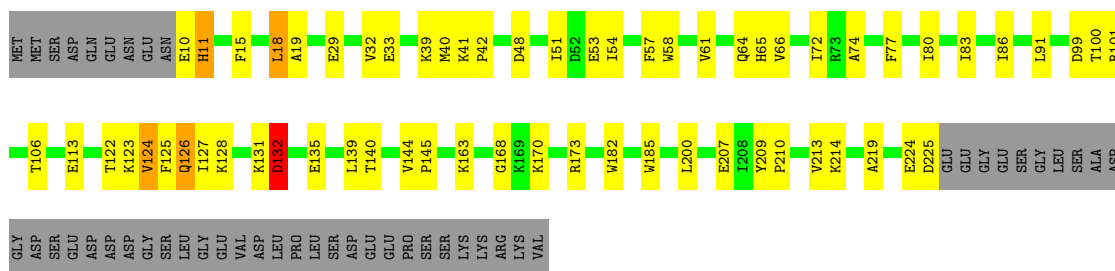 MET MET SER ASP GLN GLU ASN GLU ASN E10 H11 F15 L18 A19 E29 V32 E33 K39 M40 K41 P42 D48 I51 D52 E53 I54 F57 W58 V61 Q64 H65 V66 I72 R73 A74 F77 I80 I83 I86 L91 D99 T100 R101
T106 E113 T122 K123 V124 F125 Q126 I127 K128 K131 D132 E135 L139 T140 V144 P145 K163 G168 K169 K170 R173 W182 W185 L200 E207 I208 Y209 P210 V213 K214 A219 E224 D225 GLU GLU GLY GLU SER GLY LEU SER ALA ASP
GLY ASP SER GLU ASP ASP ASP GLY SER LEU GLY GLU VAL ASP LEU PRO LEU SER ASP GLU GLU PRO SER SER LYS LYS ARG LYS VAL